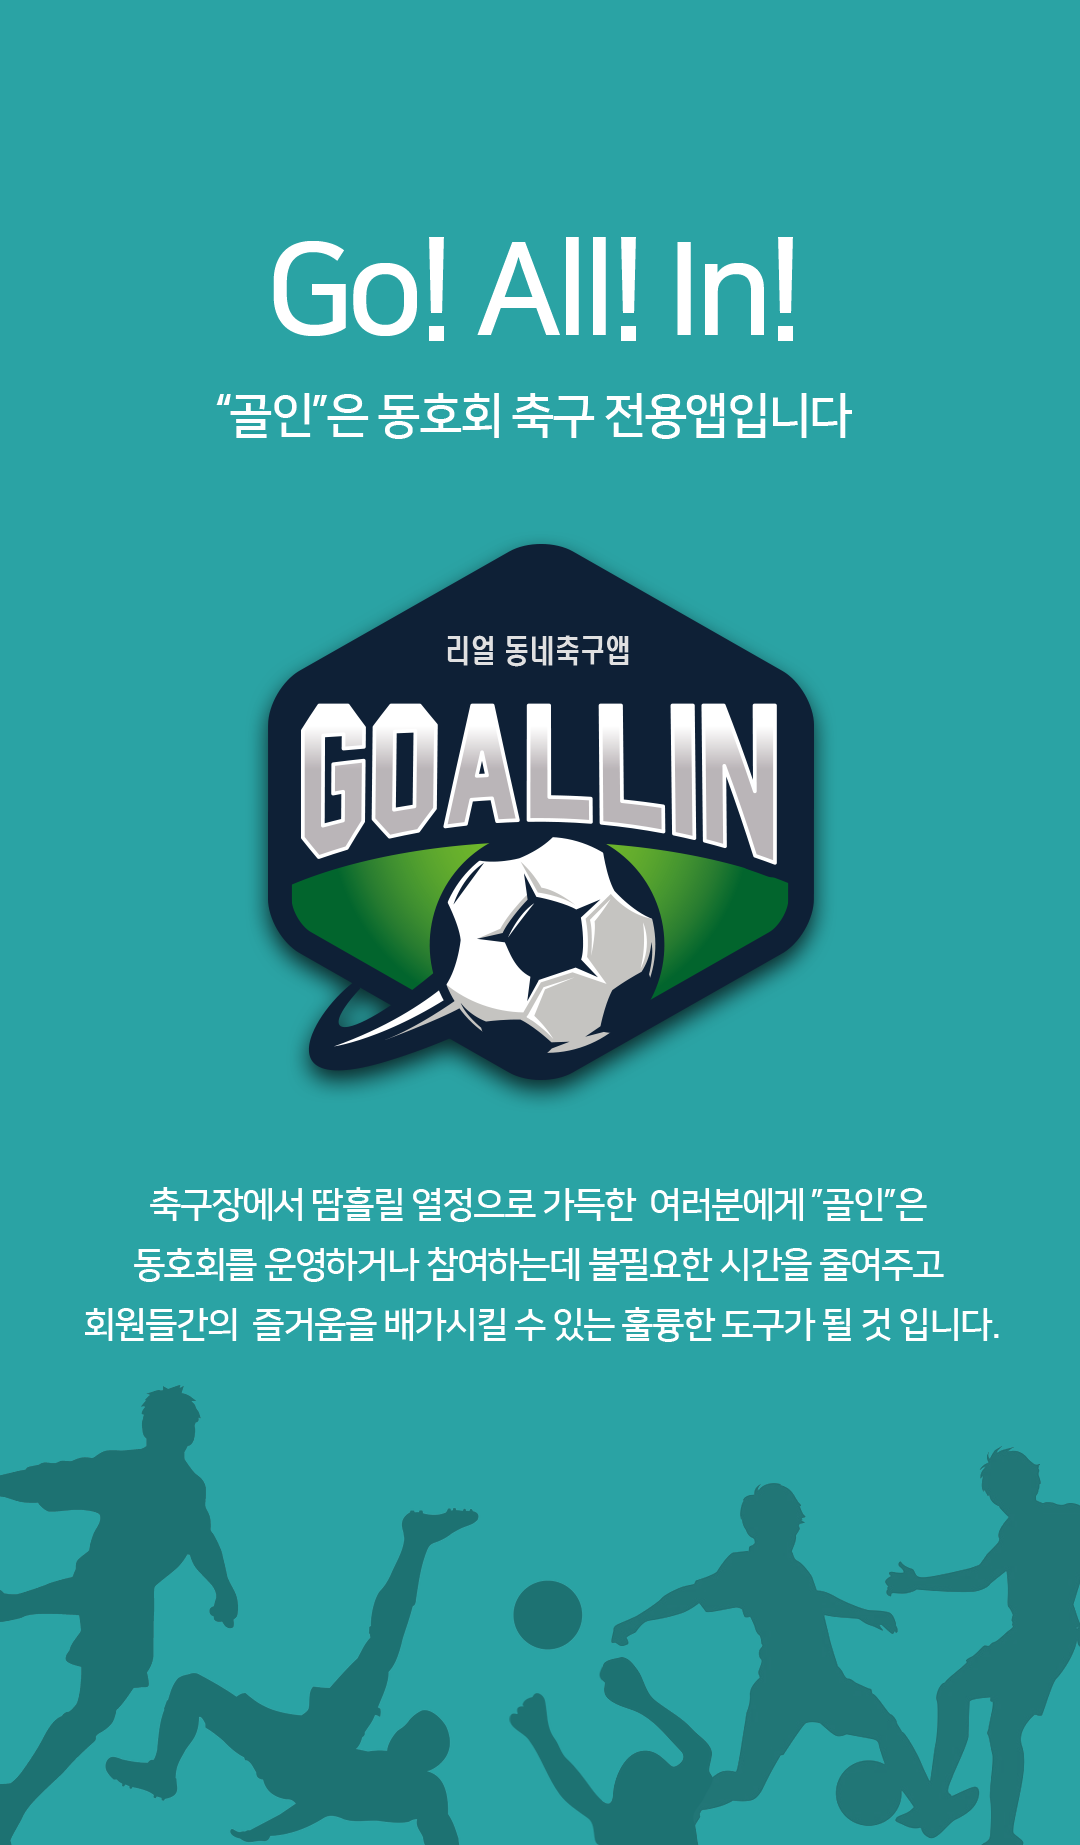 Go! All! In!
“골인”은 동호회 축구 전용앱입니다
리얼 동네축구앱
GOALLIN
축구장에서 땀흘릴 열정으로 가득한  여러분에게 ”골인”은
동호회를 운영하거나 참여하는데 불필요한 시간을 줄여주고
회원들간의  즐거움을 배가시킬 수 있는 훌륭한 도구가 될 것 입니다.